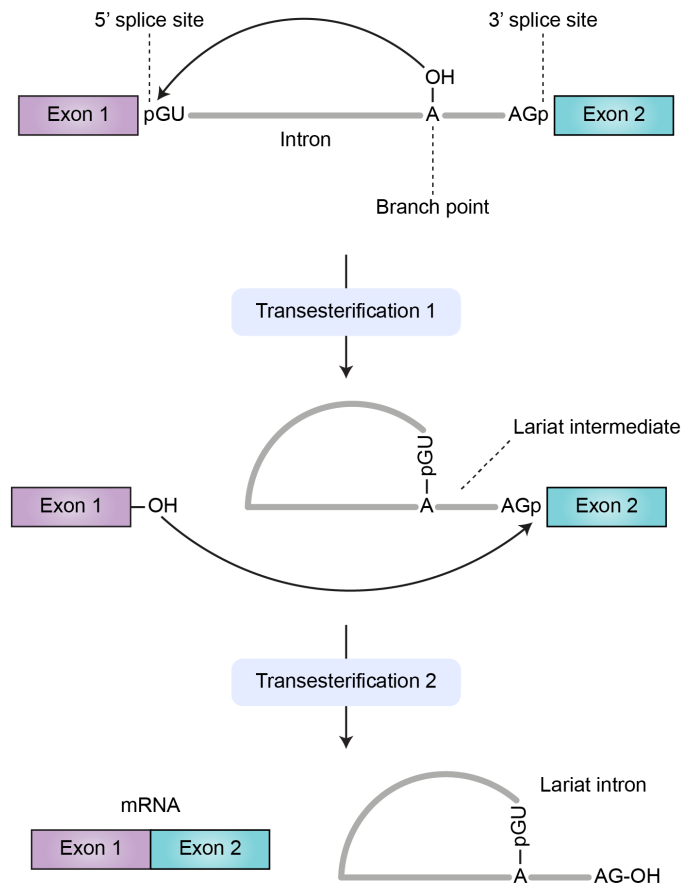 5’ splice site
3’ splice site
OH
Exon 1
pGU
A
AGp
Exon 2
Intron
Branch point
Transesterification 1
Lariat intermediate
pGU
Exon 1
OH
A
AGp
Exon 2
Transesterification 2
Lariat intron
mRNA
pGU
Exon 1
Exon 2
A
AG-OH